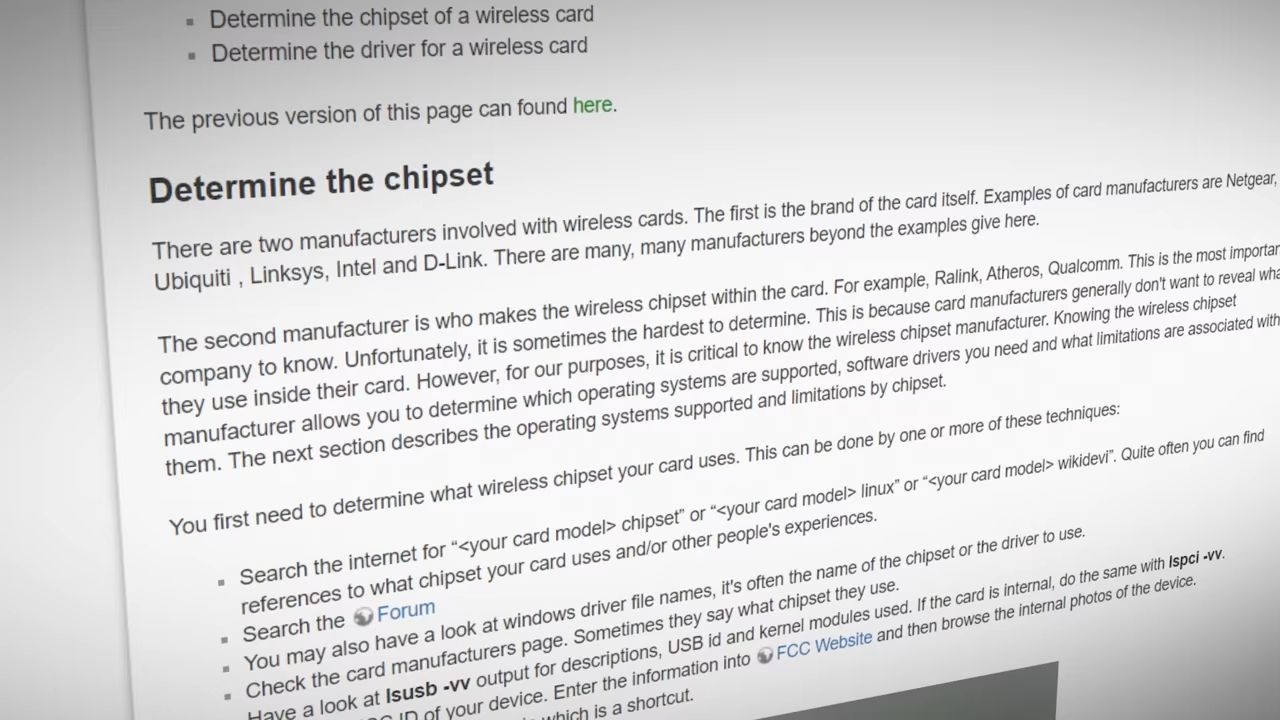 Determine the chipset of a wireless card
Determine the driver for a wireless card
The previous version of this page can found here.
Determine the chipset
There are two manufacturers involved with wireless cards. The first is the brand of the card itself. Examples of card manufacturers are Netgear,
Ubiquiti , Linksys, Intel and D-Link. There are many, many manufacturers beyond the examples give here.
The second manufacturer is who makes the wireless chipset within the card. For example, Ralink, Atheros, Qualcomm. This is the most importan
company to know. Unfortunately, it is sometimes the hardest to determine. This is because card manufacturers generally don't want to reveal wha
they use inside their card. However, for our purposes, it is critical to know the wireless chipset manufacturer. Knowing the wireless chipset
manufacturer allows you to determine which operating systems are supported, software drivers you need and what limitations are associated with
them. The next section describes the operating systems supported and limitations by chipset.
You first need to determine what wireless chipset your card uses. This can be done by one or more of these techniques:
Search the internet for “<your card model> chipset” or “<your card model> linux” or “<your card model> wikidevi”. Quite often you can find
references to what chipset your card uses and/or other people's experiences.
Search the Forum
You may also have a look at windows driver file names, it's often the name of the chipset or the driver to use.
Check the card manufacturers page. Sometimes they say what chipset they use.
Have a look at lsusb -vv output for descriptions, USB id and kernel modules used. If the card is internal, do the same with lspci -vv.
ID of your device. Enter the information into FCC Website and then browse the internal photos of the device.
which is a shortcut.